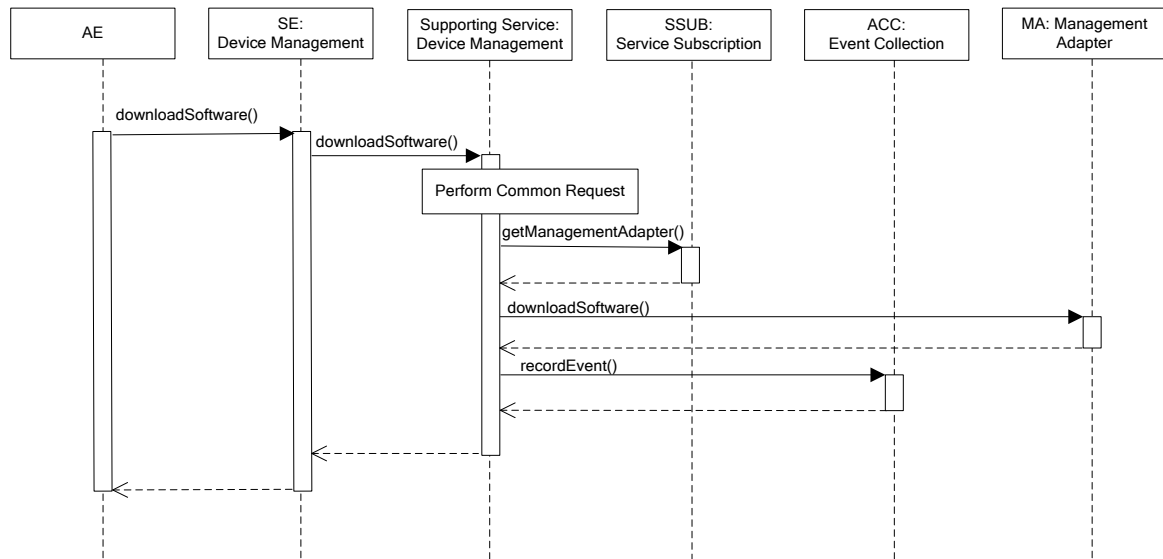 AE
SE:
Device Management
Supporting Service:
Device Management
SSUB:
Service Subscription
ACC:
Event Collection
MA: Management
Adapter
downloadSoftware()
downloadSoftware()
Perform Common Request
getManagementAdapter()
downloadSoftware()
recordEvent()